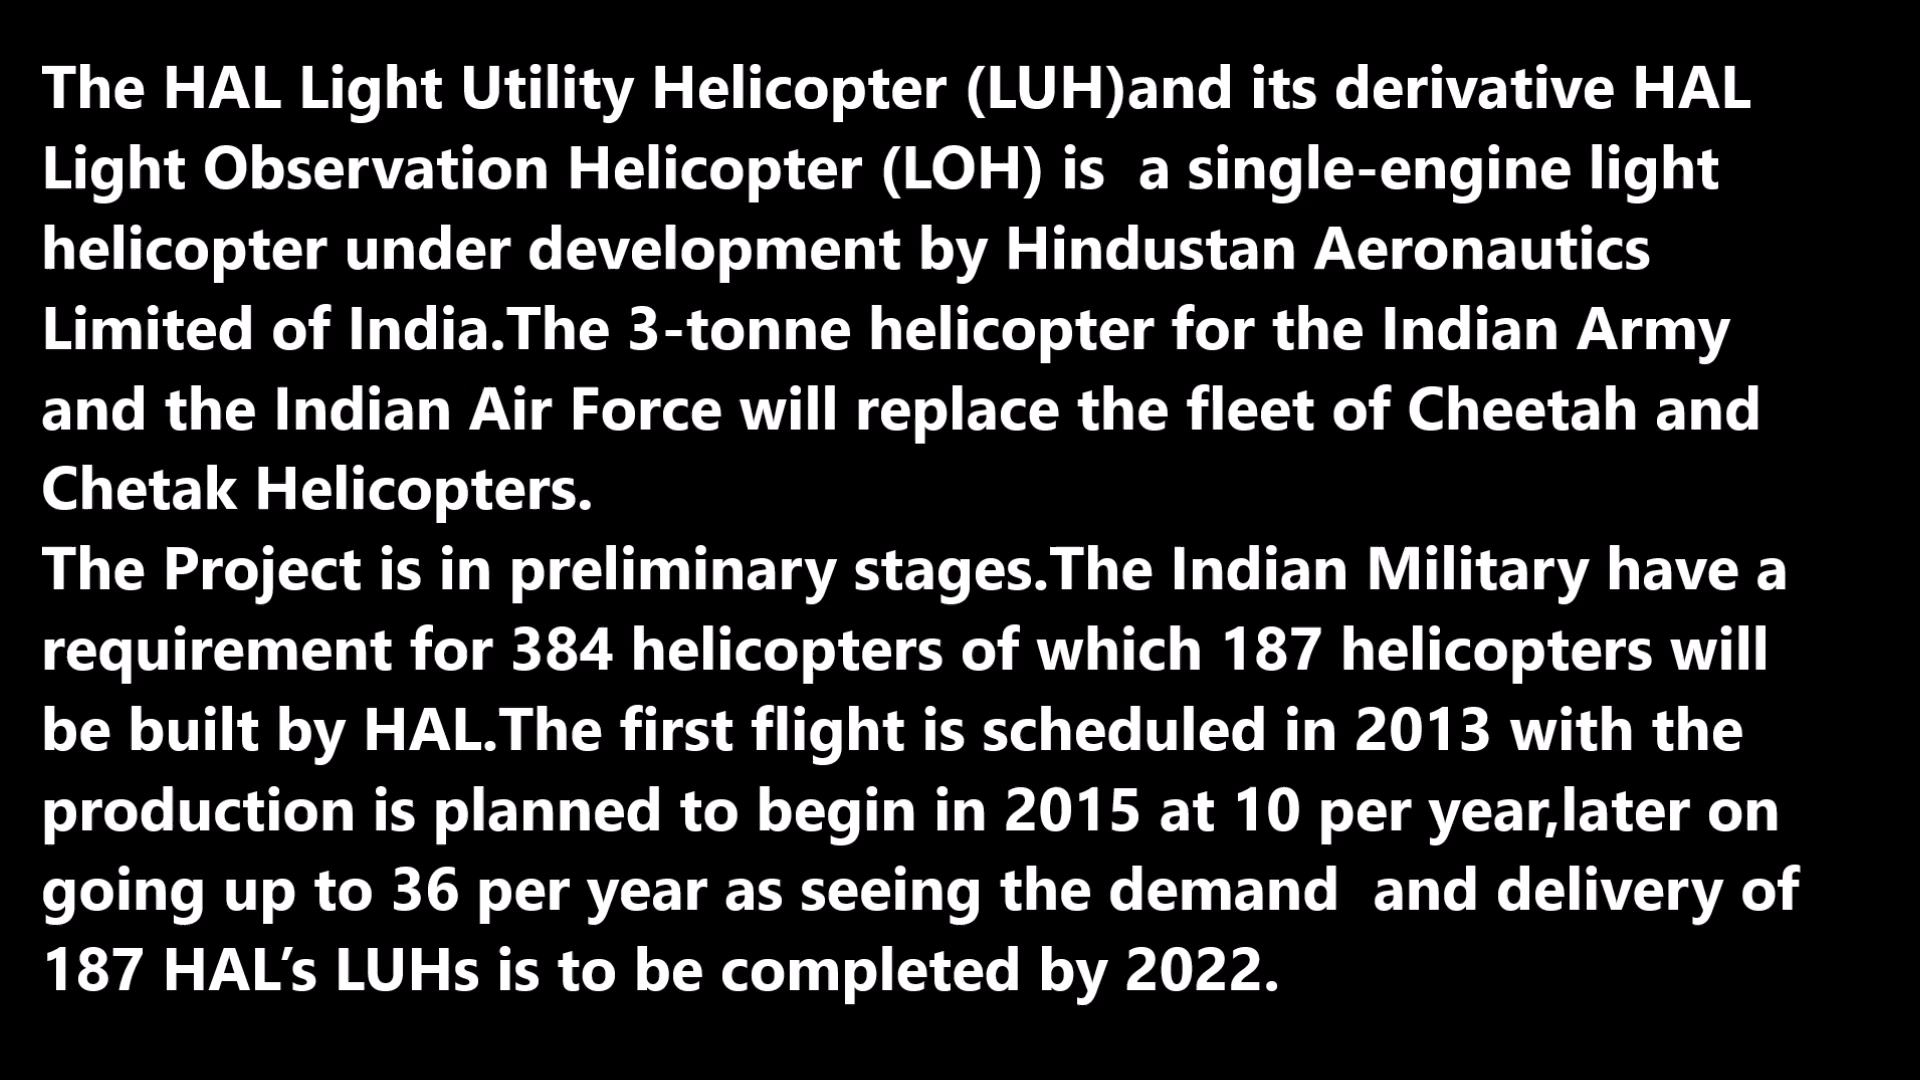 The HAL Light Utility Helicopter (LUH)and its derivative HAL
Light Observation Helicopter (LOH) is  a single-engine light
helicopter under development by Hindustan Aeronautics
Limited of India.The 3-tonne helicopter for the Indian Army
and the Indian Air Force will replace the fleet of Cheetah and
Chetak Helicopters.
The Project is in preliminary stages.The Indian Military have a
requirement for 384 helicopters of which 187 helicopters will
be built by HAL.The first flight is scheduled in 2013 with the
production is planned to begin in 2015 at 10 per year,later on
going up to 36 per year as seeing the demand  and delivery of
187 HAL’s LUHs is to be completed by 2022.